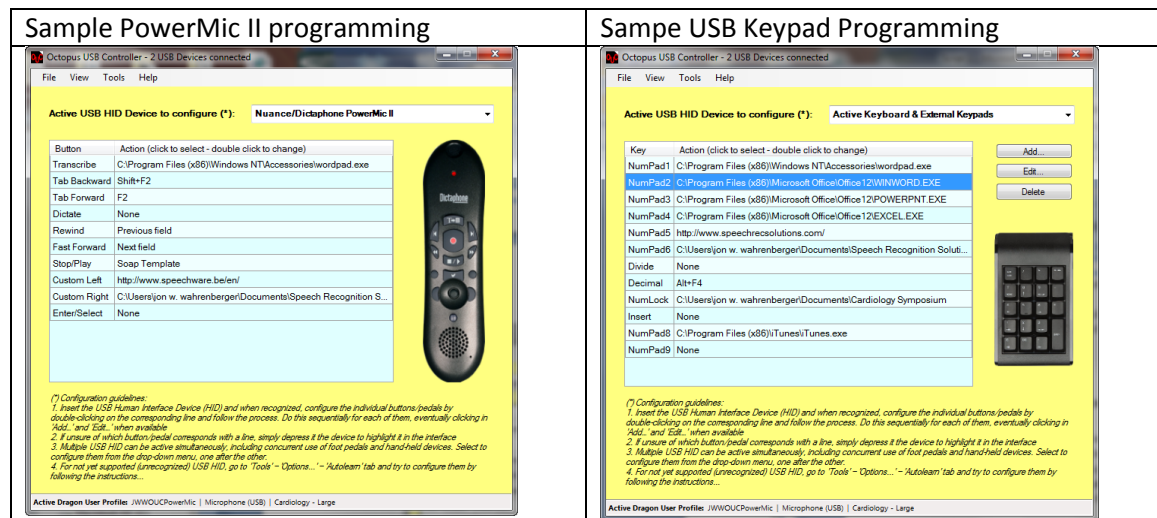 Sample PowerMic II programming
Octopus USB Controller - 2 USB Devices connected
File View Tools Help
Active USB HID Device to configure (*): Nuance/Dictaphone PowerMic II
Button Action (click to select - double click to change)
Transcribe C:\Program Files (x86)\Windows NT\Accessories\wordpad.exe
Tab Backward Shift+F2
Tab Forward F2
Dictate None
Rewind Previous field
Fast Forward Next field
Stop/Play Soap Template
Custom Left http://www.speechware.be/en/
Custom Right C:\Users\jon w. wahrenberger\Documents\Speech Recognition S...
Enter/Select None
Dictaphone
(*) Configuration guidelines:
1. Insert the USB Human Interface Device (HID) and when recognized, configure the individual buttons/pedals by
double-clicking on the corresponding line and follow the process. Do this sequentially for each of them, eventually clicking in
'Add..' and 'Edit...' when available
2. If unsure of which button/pedal corresponds with a line, simply depress it the device to highlight it in the interface
3. Multiple USB HID can be active simultaneously, including concurrent use of foot pedals and hand-held devices. Select to
configure them from the drop-down menu, one after the other.
4. For not yet supported (unrecognized) USB HID, go to 'Tools' - 'Options...' - 'Autolearn' tab and try to configure them by
following the instructions...
Active Dragon User Profile: JWWOUCPowerMic | Microphone (USB) | Cardiology - Large
Sampe USB Keypad Programming
Octopus USB Controller - 2 USB Devices connected
File View Tools Help
Active USB HID Device to configure (*): Active Keyboard & External Keypads
Key Action (click to select - double click to change)
NumPad1 C:\Program Files (x86)\Windows NT\Accessories\wordpad.exe
NumPad2 C:\Program Files (x86)\Microsoft Office\Office12\WINWORD.EXE
NumPad3 C:\Program Files (x86)\Microsoft Office\Office12\POWERPNT.EXE
NumPad4 C:\Program Files (x86)\Microsoft Office\Office12\EXCEL.EXE
NumPad5 http://www.speechrecsolutions.com/
NumPad6 C:\Users\jon w. wahrenberger\Documents\Speech Recognition Soluti...
Divide None
Decimal Alt+F4
NumLock C:\Users\jon w. wahrenberger\Documents\Cardiology Symposium
Insert None
NumPad8 C:\Program Files (x86)\iTunes\iTunes.exe
NumPad9 None
Add...
Edit...
Delete
(*) Configuration guidelines:
1. Insert the USB Human Interface Device (HID) and when recognized, configure the individual buttons/pedals by
double-clicking on the corresponding line and follow the process. Do this sequentially for each of them, eventually clicking in
'Add..' and 'Edit...' when available
2. If unsure of which button/pedal corresponds with a line, simply depress it the device to highlight it in the interface
3. Multiple USB HID can be active simultaneously, including concurrent use of foot pedals and hand-held devices. Select to
configure them from the drop-down menu, one after the other.
4. For not yet supported (unrecognized) USB HID, go to 'Tools' - 'Options...' - 'Autolearn' tab and try to configure them by
following the instructions...
Active Dragon User Profile: JWWOUCPowerMic | Microphone (USB) | Cardiology - Large